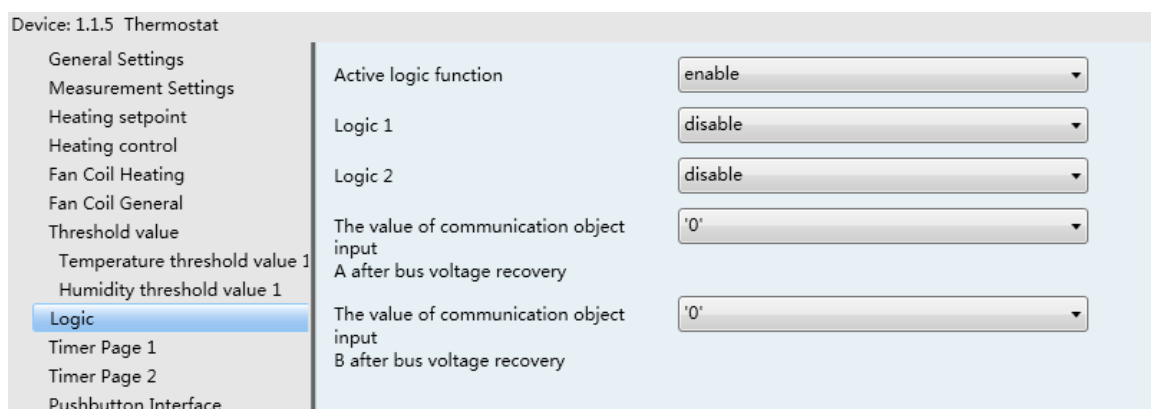 Device: 1.1.5 Thermostat
General Settings
Measurement Settings
Heating setpoint
Heating control
Fan Coil Heating
Fan Coil General
Threshold value
Temperature threshold value 1
Humidity threshold value 1
Logic
Timer Page 1
Timer Page 2
Pushbutton Interface
Active logic function
enable
Logic 1
disable
Logic 2
disable
The value of communication object
input
A after bus voltage recovery
'0'
The value of communication object
input
B after bus voltage recovery
'0'